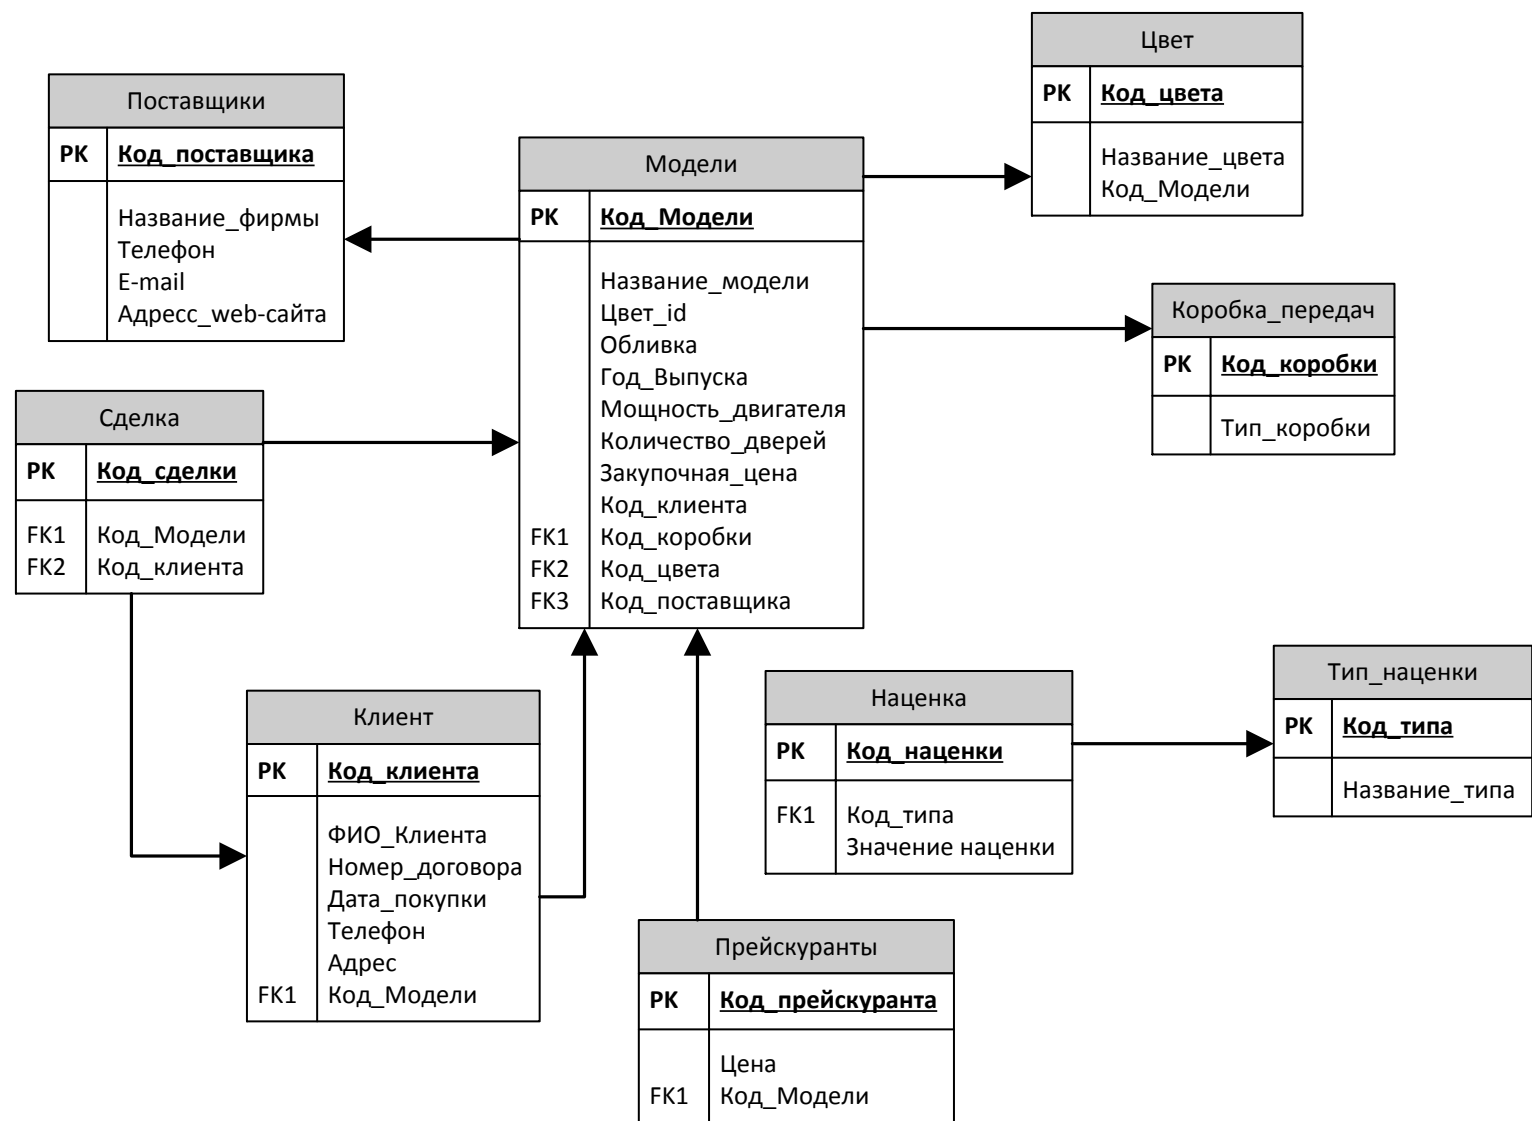 Цвет
PK Код_цвета
Название_цвета
Код_Модели
Поставщики
PK Код_поставщика
Название_фирмы
Телефон
E-mail
Адресс_web-сайта
Модели
PK Код_Модели
Название_модели
Цвет_id
Обливка
Год_Выпуска
Мощность_двигателя
Количество_дверей
Закупочная_цена
Код_клиента
FK1 Код_коробки
FK2 Код_цвета
FK3 Код_поставщика
Коробка_передач
PK Код_коробки
Тип_коробки
Сделка
PK Код_сделки
FK1 Код_Модели
FK2 Код_клиента
Клиент
PK Код_клиента
ФИО_Клиента
Номер_договора
Дата_покупки
Телефон
Адрес
FK1 Код_Модели
Наценка
PK Код_наценки
FK1 Код_типа
Значение наценки
Тип_наценки
PK Код_типа
Название_типа
Прейскуранты
PK Код_прейскуранта
Цена
FK1 Код_Модели